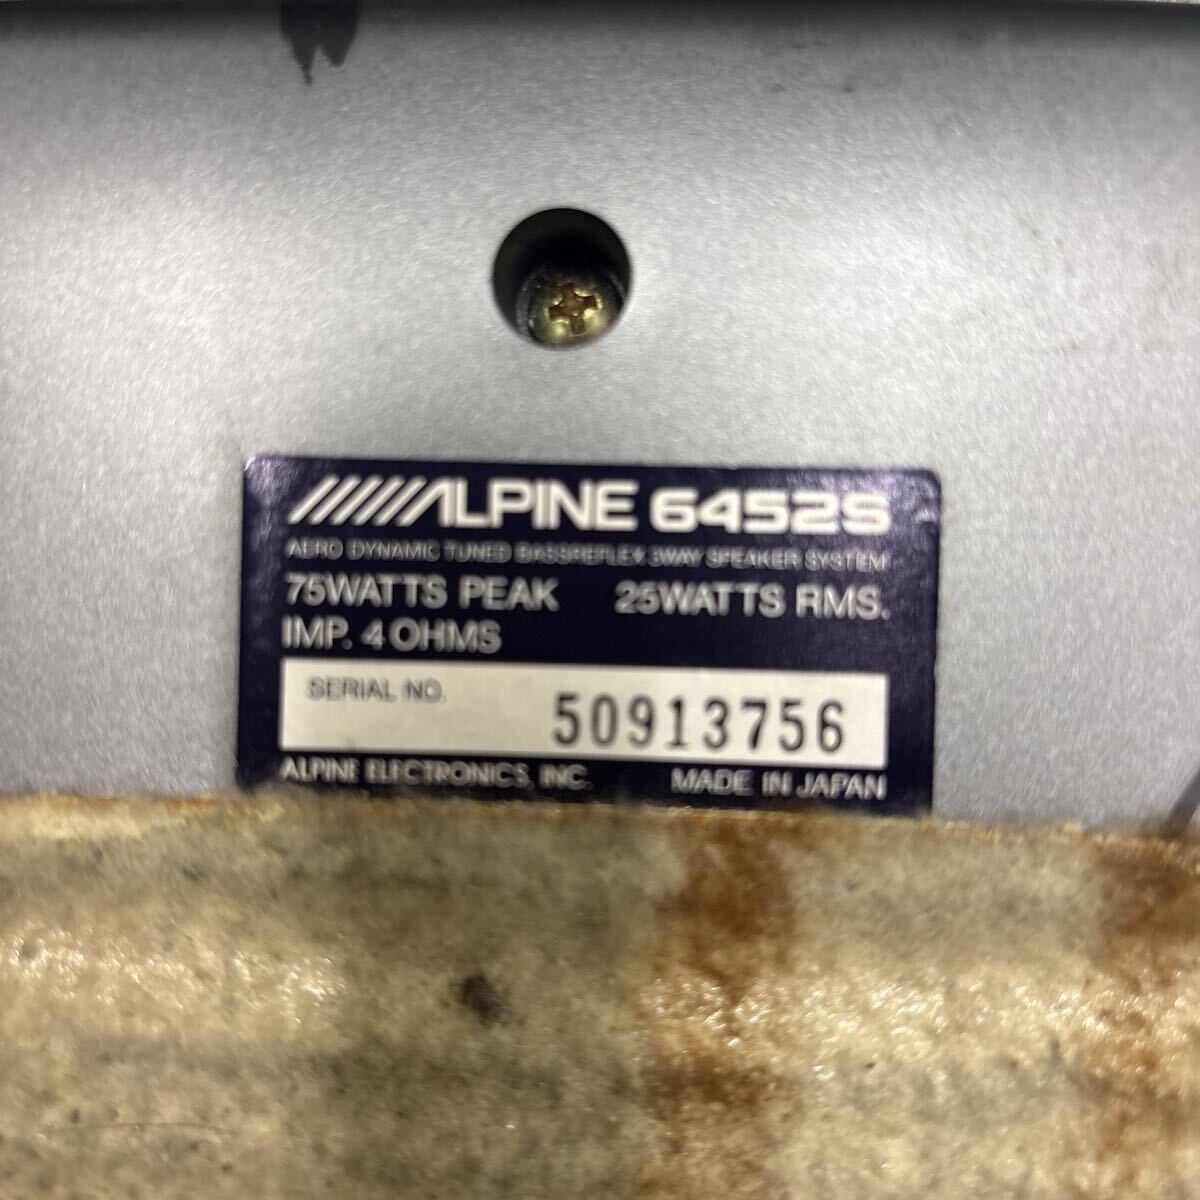 ALPINE 6452S
AERO DYNAMIC TUNED BASSREFLEX 3WAY SPEAKER SYSTEM
75WATTS PEAK 25WATTS RMS.
IMP. 4 OHMS
SERIAL NO. 50913756
ALPINE ELECTRONICS, INC. MADE IN JAPAN